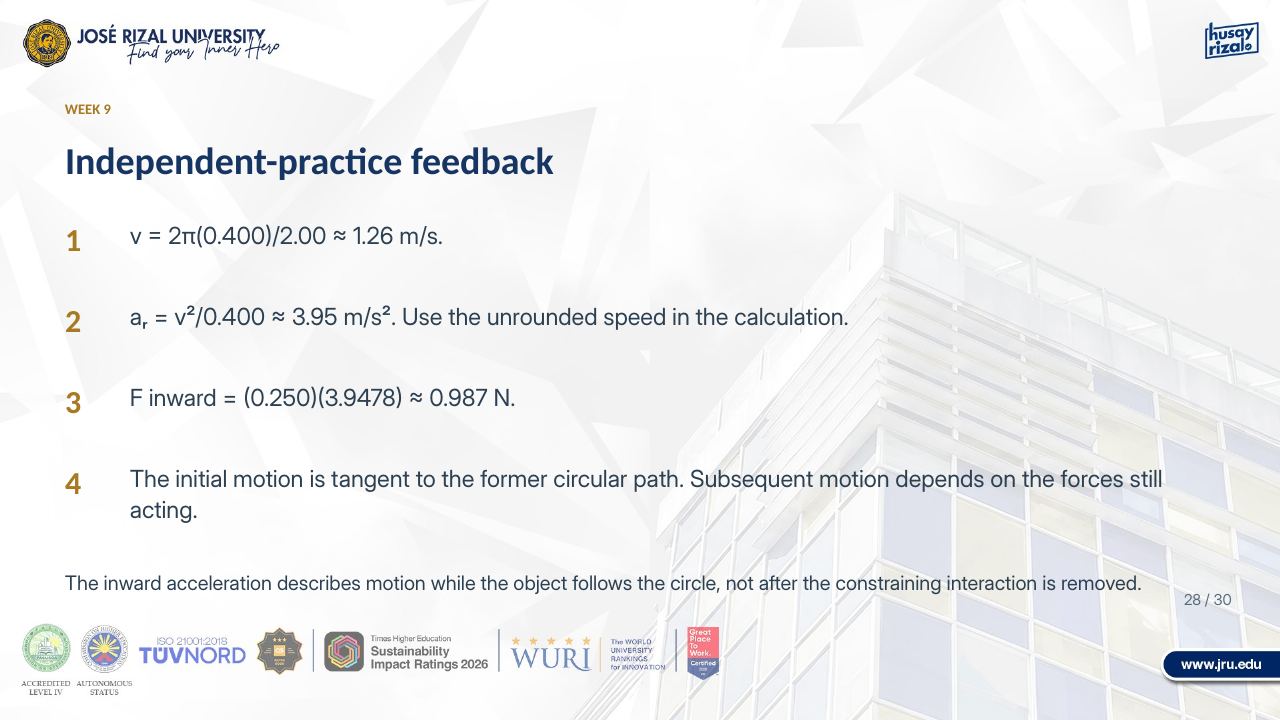 JOSÉ RIZAL UNIVERSITY
Find your Inner Hero
husay
rizal
WEEK 9
Independent-practice feedback
1 v = 2π(0.400)/2.00 ≈ 1.26 m/s.
2 aᵣ = v²/0.400 ≈ 3.95 m/s². Use the unrounded speed in the calculation.
3 F inward = (0.250)(3.9478) ≈ 0.987 N.
4 The initial motion is tangent to the former circular path. Subsequent motion depends on the forces still
acting.
The inward acceleration describes motion while the object follows the circle, not after the constraining interaction is removed.
28 / 30
ACCREDITED
LEVEL IV
AUTONOMOUS
STATUS
ISO 21001:2018
TÜVNORD
Times Higher Education
Sustainability
Impact Ratings 2026
WURI
The WORLD
UNIVERSITY
RANKINGS
for INNOVATION
Great
Place
To
Work.
Certified
www.jru.edu